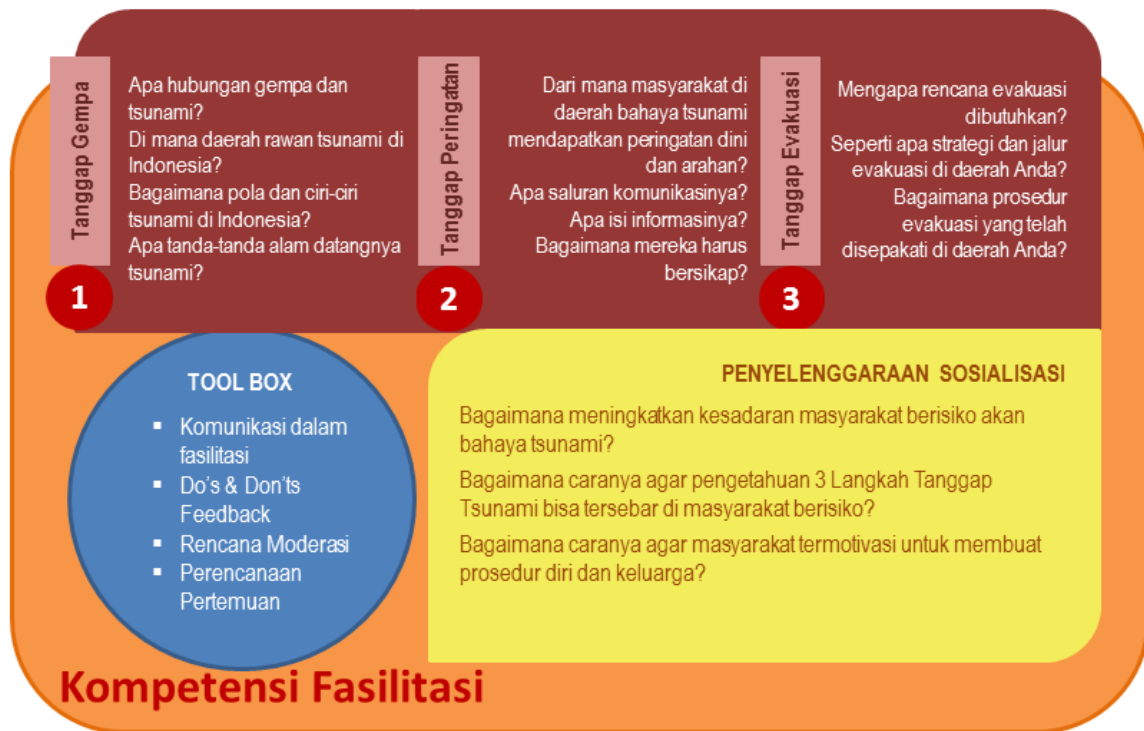 Tanggap Gempa
Apa hubungan gempa dan
tsunami?
Di mana daerah rawan tsunami di
Indonesia?
Bagaimana pola dan ciri-ciri
tsunami di Indonesia?
Apa tanda-tanda alam datangnya
tsunami?
1
Tanggap Peringatan
Dari mana masyarakat di
daerah bahaya tsunami
mendapatkan peringatan dini
dan arahan?
Apa saluran komunikasinya?
Apa isi informasinya?
Bagaimana mereka harus
bersikap?
2
Tanggap Evakuasi
Mengapa rencana evakuasi
dibutuhkan?
Seperti apa strategi dan jalur
evakuasi di daerah Anda?
Bagaimana prosedur
evakuasi yang telah
disepakati di daerah Anda?
3
TOOL BOX
▪ Komunikasi dalam
fasilitasi
▪ Do's & Don'ts
Feedback
▪ Rencana Moderasi
▪ Perencanaan
Pertemuan
PENYELENGGARAAN SOSIALISASI
Bagaimana meningkatkan kesadaran masyarakat berisiko akan
bahaya tsunami?
Bagaimana caranya agar pengetahuan 3 Langkah Tanggap
Tsunami bisa tersebar di masyarakat berisiko?
Bagaimana caranya agar masyarakat termotivasi untuk membuat
prosedur diri dan keluarga?
Kompetensi Fasilitasi